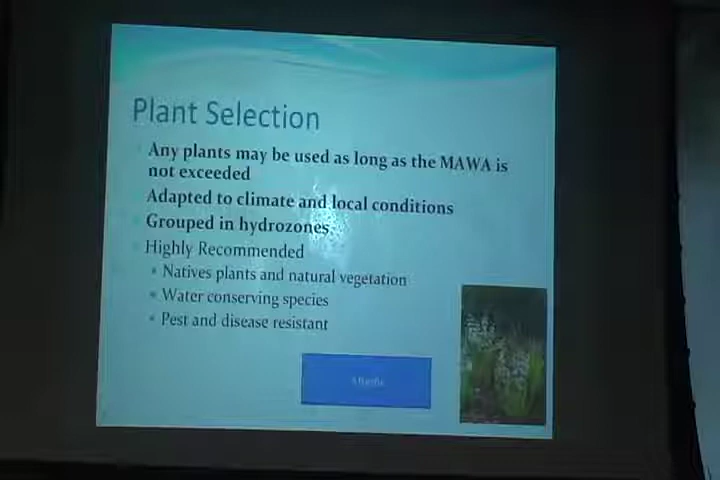 Plant Selection
Any plants may be used as long as the MAWA is
not exceeded
Adapted to climate and local conditions
Grouped in hydrozones
Highly Recommended
Natives plants and natural vegetation
Water conserving species
Pest and disease resistant